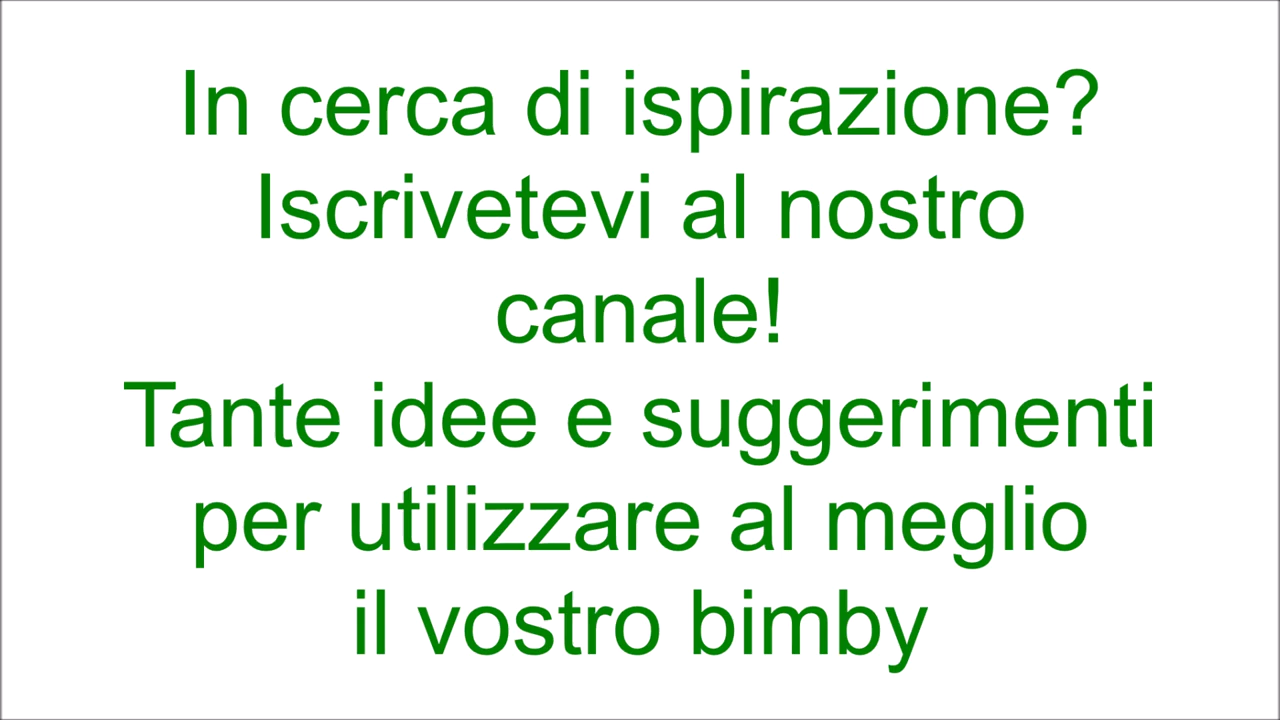 In cerca di ispirazione?
Iscrivetevi al nostro
canale!
Tante idee e suggerimenti
per utilizzare al meglio
il vostro bimby